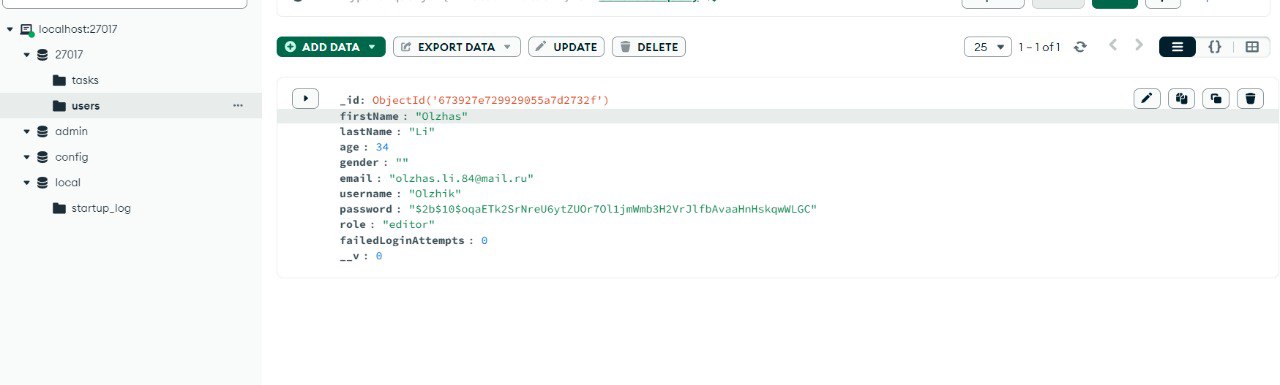 localhost:27017
27017
tasks
users
admin
config
local
startup_log
ADD DATA
EXPORT DATA
UPDATE
DELETE
25
1 – 1 of 1
_id: ObjectId('673927e729929055a7d2732f')
firstName : "Olzhas"
lastName : "Li"
age : 34
gender : ""
email : "olzhas.li.84@mail.ru"
username : "Olzhik"
password : "$2b$10$oqaETk2SrNreU6ytZUOr7Ol1jmWmb3H2VrJlfbAvaaHnHskqwWLGC"
role : "editor"
failedLoginAttempts : 0
__v : 0